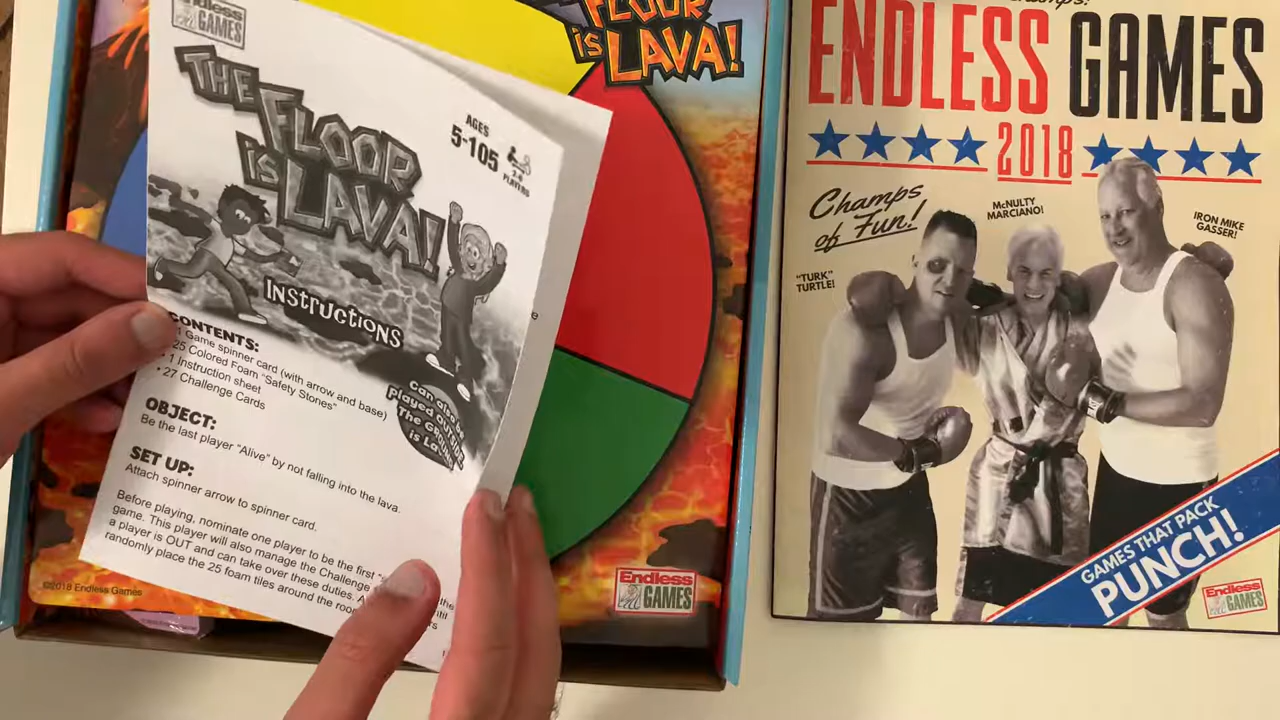 Endless
GAMES
THE
FLOOR
is LAVA!
AGES
5-105
2-6
PLAYERS
INSTRUCTIONS
Can also be
played outside
The Ground
is La
CONTENTS:
1 Game spinner card (with arrow and base)
25 Colored Foam "Safety Stones"
• 1 Instruction sheet
• 27 Challenge Cards
OBJECT:
Be the last player "Alive" by not falling into the lava.
SET UP:
Attach spinner arrow to spinner card.
Before playing, nominate one player to be the first "
game. This player will also manage the Challenge
a player is OUT and can take over these duties.
randomly place the 25 foam tiles around the
the
FLOOR
is LAVA!
©2018 Endless Games
Endless
GAMES
ENDLESS GAMES
2018
Champs
of Fun!
"TURK"
TURTLE!
McNULTY
MARCIANO!
IRON MIKE
GASSER!
GAMES THAT PACK
PUNCH!
Endless
GAMES